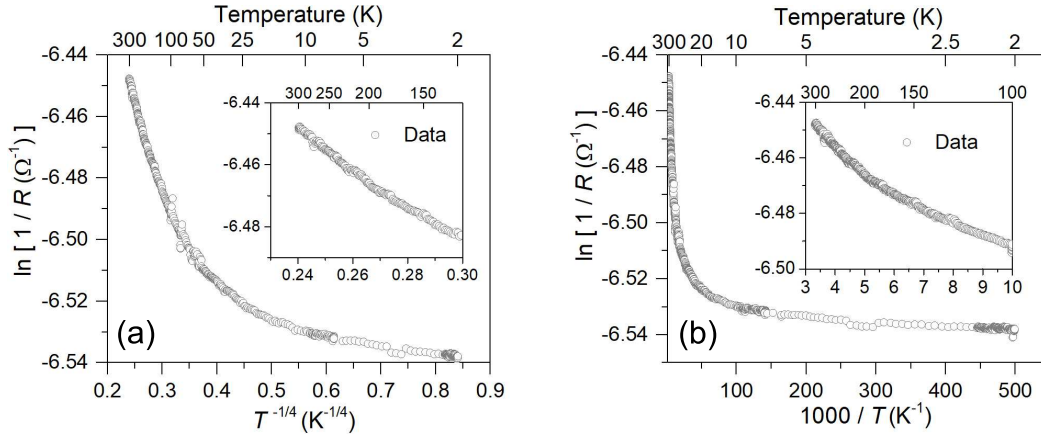 Temperature (K)
300 100 50 25 10 5 2
-6.44
-6.46
-6.48
-6.50
-6.52
-6.54
ln [ 1 / R (Ω-1) ]
300 250 200 150
-6.44
-6.46
-6.48
-6.50
Data
0.24 0.26 0.28 0.30
(a)
0.2 0.3 0.4 0.5 0.6 0.7 0.8 0.9
T -1/4 (K-1/4)
Temperature (K)
300 20 10 5 2.5 2
-6.44
-6.46
-6.48
-6.50
-6.52
-6.54
ln [ 1 / R (Ω-1) ]
300 200 150 100
-6.44
-6.46
-6.48
-6.50
Data
3 4 5 6 7 8 9 10
(b)
100 200 300 400 500
1000 / T (K-1)